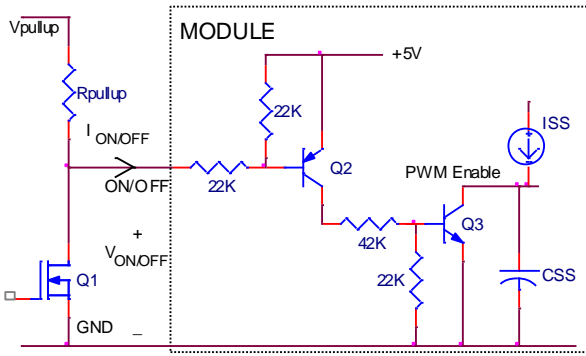 Vpullup
MODULE
+5V
Rpullup
22K
I ON/OFF
ISS
Q2
PWM Enable
ON/OFF
22K
Q3
+
42K
V ON/OFF
22K
CSS
Q1
GND
_